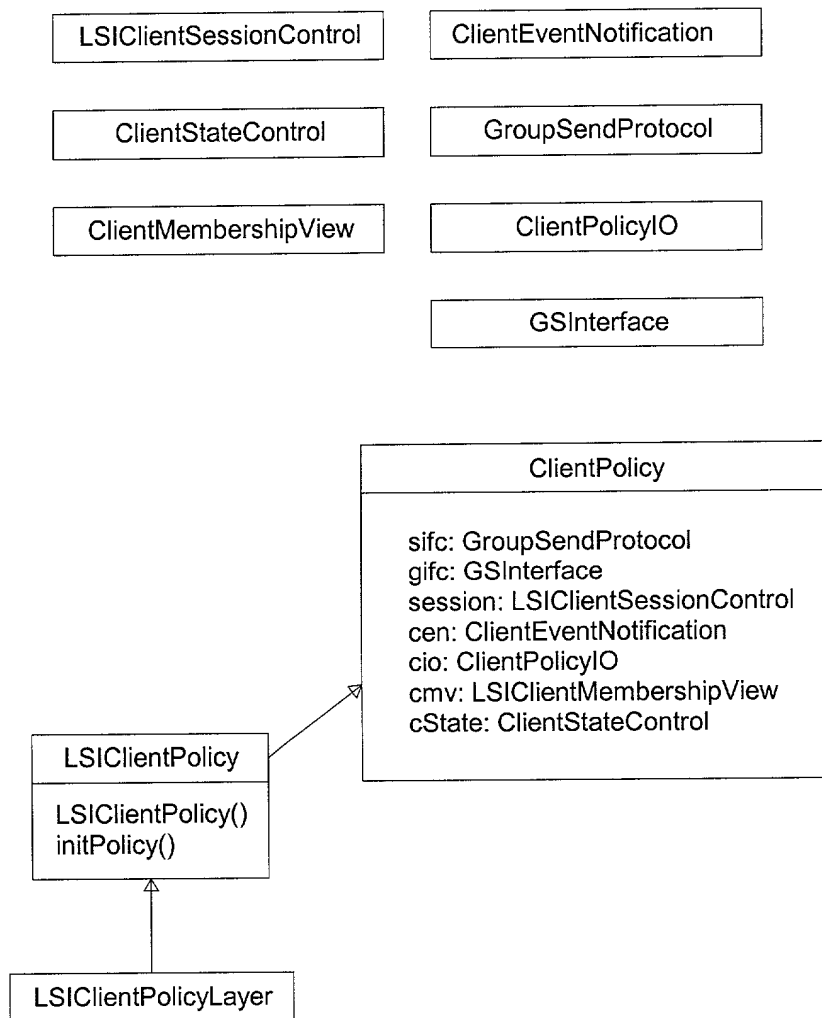 LSIClientSessionControl
ClientEventNotification
ClientStateControl
GroupSendProtocol
ClientMembershipView
ClientPolicyIO
GSInterface
ClientPolicy
sifc: GroupSendProtocol
gifc: GSInterface
session: LSIClientSessionControl
cen: ClientEventNotification
cio: ClientPolicyIO
cmv: LSIClientMembershipView
cState: ClientStateControl
LSIClientPolicy
LSIClientPolicy()
initPolicy()
LSIClientPolicyLayer